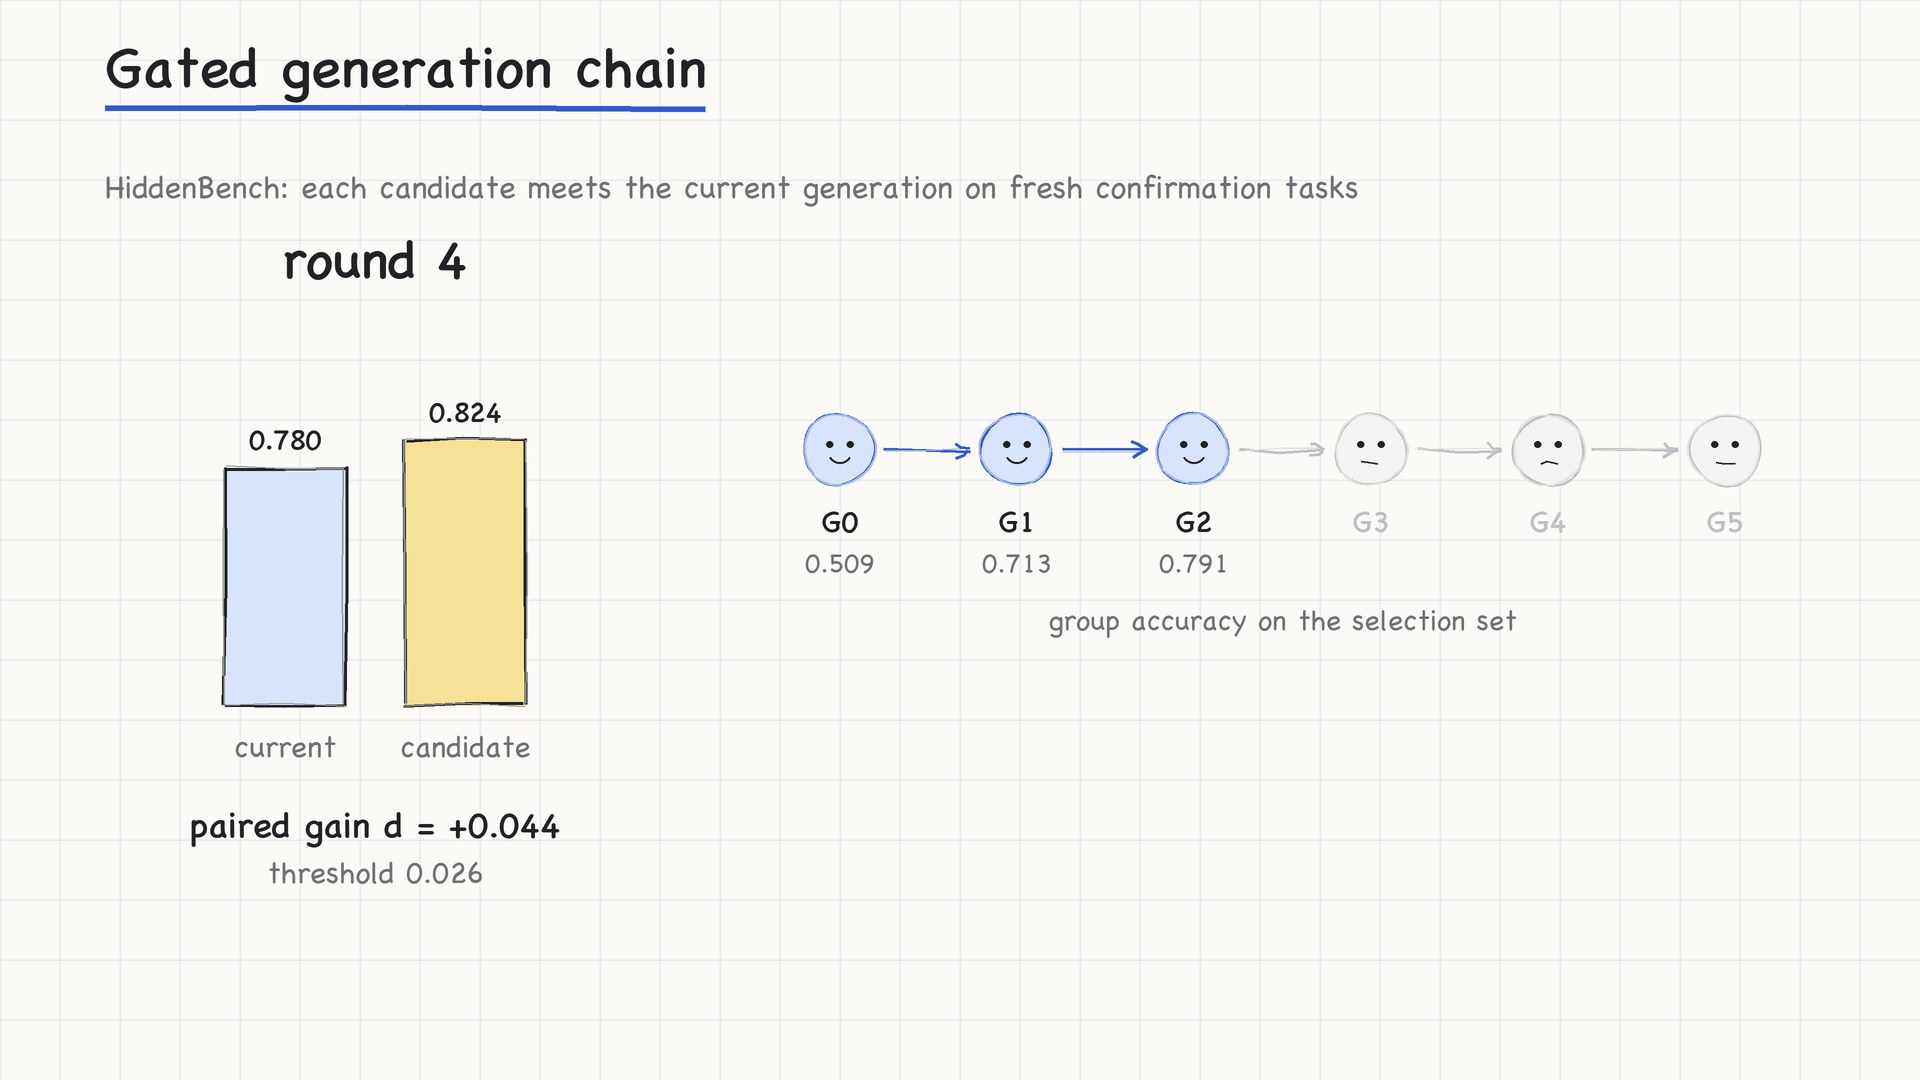 Gated generation chain
HiddenBench: each candidate meets the current generation on fresh confirmation tasks
round 4
0.780
0.824
current
candidate
paired gain d = +0.044
threshold 0.026
G0
G1
G2
G3
G4
G5
0.509
0.713
0.791
group accuracy on the selection set